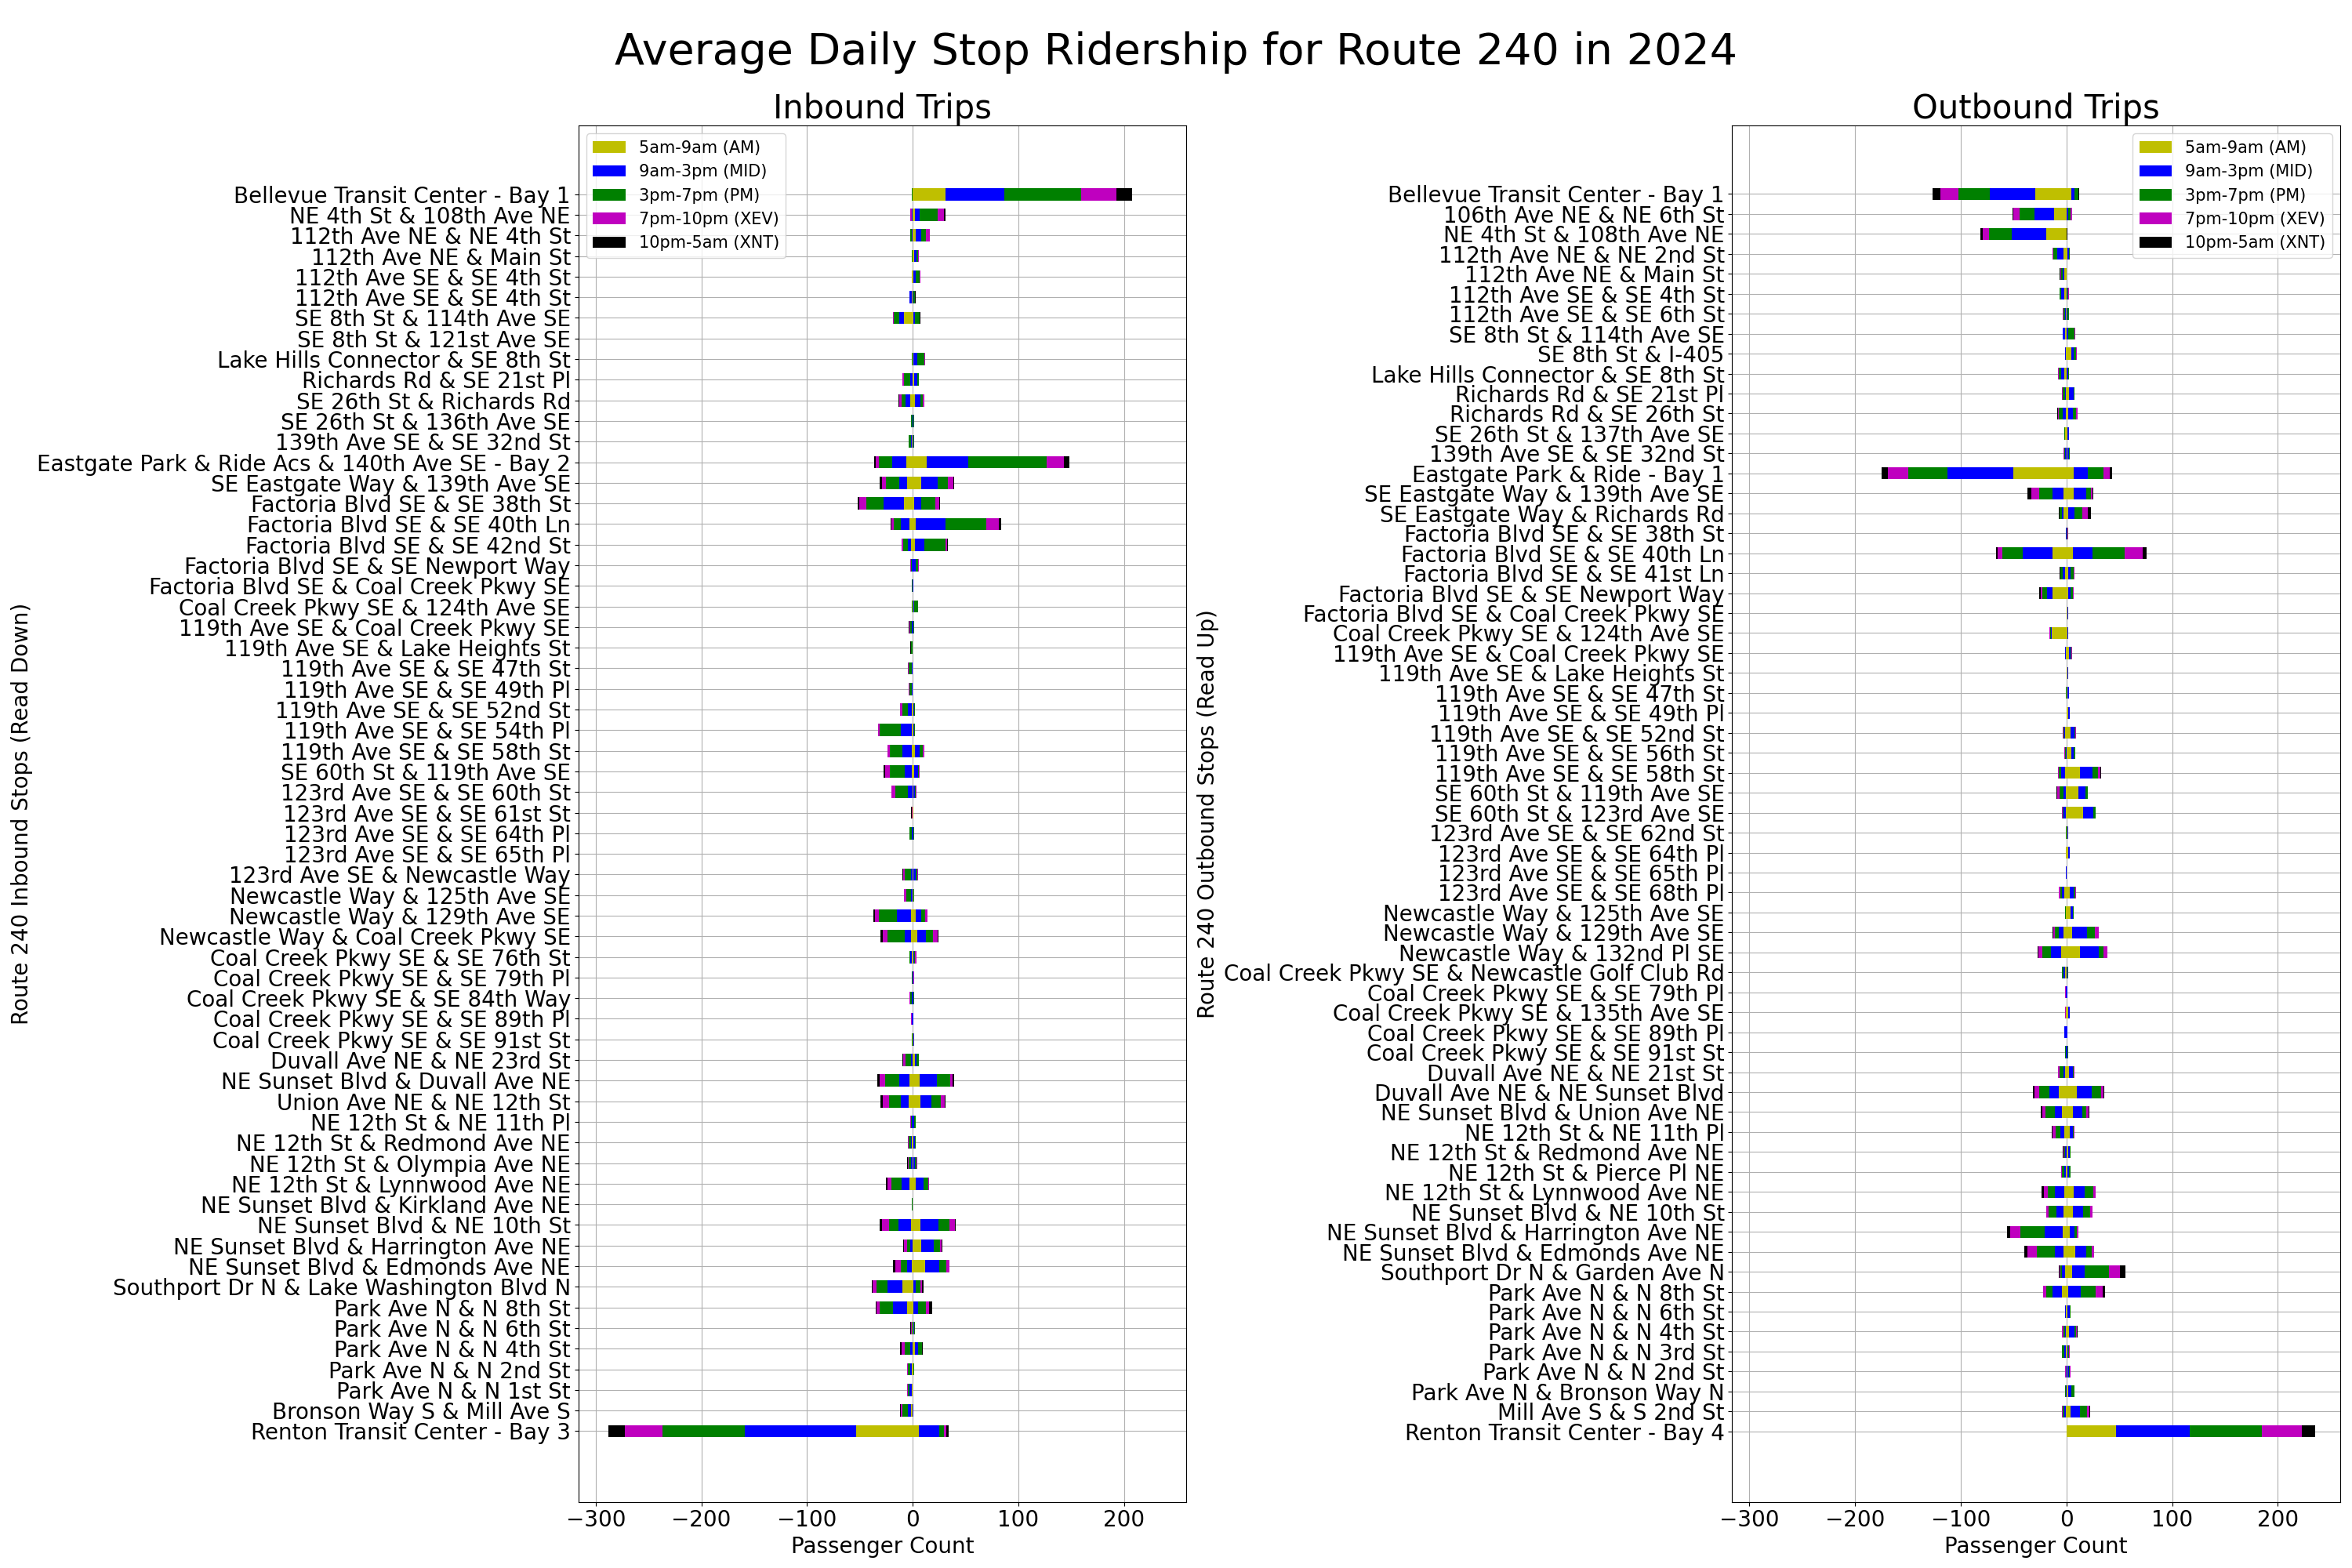 Average Daily Stop Ridership for Route 240 in 2024
Inbound Trips
5am-9am (AM)
9am-3pm (MID)
3pm-7pm (PM)
7pm-10pm (XEV)
10pm-5am (XNT)
Route 240 Inbound Stops (Read Down)
Bellevue Transit Center - Bay 1
NE 4th St & 108th Ave NE
112th Ave NE & NE 4th St
112th Ave NE & Main St
112th Ave SE & SE 4th St
112th Ave SE & SE 4th St
SE 8th St & 114th Ave SE
SE 8th St & 121st Ave SE
Lake Hills Connector & SE 8th St
Richards Rd & SE 21st Pl
SE 26th St & Richards Rd
SE 26th St & 136th Ave SE
139th Ave SE & SE 32nd St
Eastgate Park & Ride Acs & 140th Ave SE - Bay 2
SE Eastgate Way & 139th Ave SE
Factoria Blvd SE & SE 38th St
Factoria Blvd SE & SE 40th Ln
Factoria Blvd SE & SE 42nd St
Factoria Blvd SE & SE Newport Way
Factoria Blvd SE & Coal Creek Pkwy SE
Coal Creek Pkwy SE & 124th Ave SE
119th Ave SE & Coal Creek Pkwy SE
119th Ave SE & Lake Heights St
119th Ave SE & SE 47th St
119th Ave SE & SE 49th Pl
119th Ave SE & SE 52nd St
119th Ave SE & SE 54th Pl
119th Ave SE & SE 58th St
SE 60th St & 119th Ave SE
123rd Ave SE & SE 60th St
123rd Ave SE & SE 61st St
123rd Ave SE & SE 64th Pl
123rd Ave SE & SE 65th Pl
123rd Ave SE & Newcastle Way
Newcastle Way & 125th Ave SE
Newcastle Way & 129th Ave SE
Newcastle Way & Coal Creek Pkwy SE
Coal Creek Pkwy SE & SE 76th St
Coal Creek Pkwy SE & SE 79th Pl
Coal Creek Pkwy SE & SE 84th Way
Coal Creek Pkwy SE & SE 89th Pl
Coal Creek Pkwy SE & SE 91st St
Duvall Ave NE & NE 23rd St
NE Sunset Blvd & Duvall Ave NE
Union Ave NE & NE 12th St
NE 12th St & NE 11th Pl
NE 12th St & Redmond Ave NE
NE 12th St & Olympia Ave NE
NE 12th St & Lynnwood Ave NE
NE Sunset Blvd & Kirkland Ave NE
NE Sunset Blvd & NE 10th St
NE Sunset Blvd & Harrington Ave NE
NE Sunset Blvd & Edmonds Ave NE
Southport Dr N & Lake Washington Blvd N
Park Ave N & N 8th St
Park Ave N & N 6th St
Park Ave N & N 4th St
Park Ave N & N 2nd St
Park Ave N & N 1st St
Bronson Way S & Mill Ave S
Renton Transit Center - Bay 3
−300 −200 −100 0 100 200
Passenger Count
Outbound Trips
5am-9am (AM)
9am-3pm (MID)
3pm-7pm (PM)
7pm-10pm (XEV)
10pm-5am (XNT)
Route 240 Outbound Stops (Read Up)
Bellevue Transit Center - Bay 1
106th Ave NE & NE 6th St
NE 4th St & 108th Ave NE
112th Ave NE & NE 2nd St
112th Ave NE & Main St
112th Ave SE & SE 4th St
112th Ave SE & SE 6th St
SE 8th St & 114th Ave SE
SE 8th St & I-405
Lake Hills Connector & SE 8th St
Richards Rd & SE 21st Pl
Richards Rd & SE 26th St
SE 26th St & 137th Ave SE
139th Ave SE & SE 32nd St
Eastgate Park & Ride - Bay 1
SE Eastgate Way & 139th Ave SE
SE Eastgate Way & Richards Rd
Factoria Blvd SE & SE 38th St
Factoria Blvd SE & SE 40th Ln
Factoria Blvd SE & SE 41st Ln
Factoria Blvd SE & SE Newport Way
Factoria Blvd SE & Coal Creek Pkwy SE
Coal Creek Pkwy SE & 124th Ave SE
119th Ave SE & Coal Creek Pkwy SE
119th Ave SE & Lake Heights St
119th Ave SE & SE 47th St
119th Ave SE & SE 49th Pl
119th Ave SE & SE 52nd St
119th Ave SE & SE 56th St
119th Ave SE & SE 58th St
SE 60th St & 119th Ave SE
SE 60th St & 123rd Ave SE
123rd Ave SE & SE 62nd St
123rd Ave SE & SE 64th Pl
123rd Ave SE & SE 65th Pl
123rd Ave SE & SE 68th Pl
Newcastle Way & 125th Ave SE
Newcastle Way & 129th Ave SE
Newcastle Way & 132nd Pl SE
Coal Creek Pkwy SE & Newcastle Golf Club Rd
Coal Creek Pkwy SE & SE 79th Pl
Coal Creek Pkwy SE & 135th Ave SE
Coal Creek Pkwy SE & SE 89th Pl
Coal Creek Pkwy SE & SE 91st St
Duvall Ave NE & NE 21st St
Duvall Ave NE & NE Sunset Blvd
NE Sunset Blvd & Union Ave NE
NE 12th St & NE 11th Pl
NE 12th St & Redmond Ave NE
NE 12th St & Pierce Pl NE
NE 12th St & Lynnwood Ave NE
NE Sunset Blvd & NE 10th St
NE Sunset Blvd & Harrington Ave NE
NE Sunset Blvd & Edmonds Ave NE
Southport Dr N & Garden Ave N
Park Ave N & N 8th St
Park Ave N & N 6th St
Park Ave N & N 4th St
Park Ave N & N 3rd St
Park Ave N & N 2nd St
Park Ave N & Bronson Way N
Mill Ave S & S 2nd St
Renton Transit Center - Bay 4
−300 −200 −100 0 100 200
Passenger Count